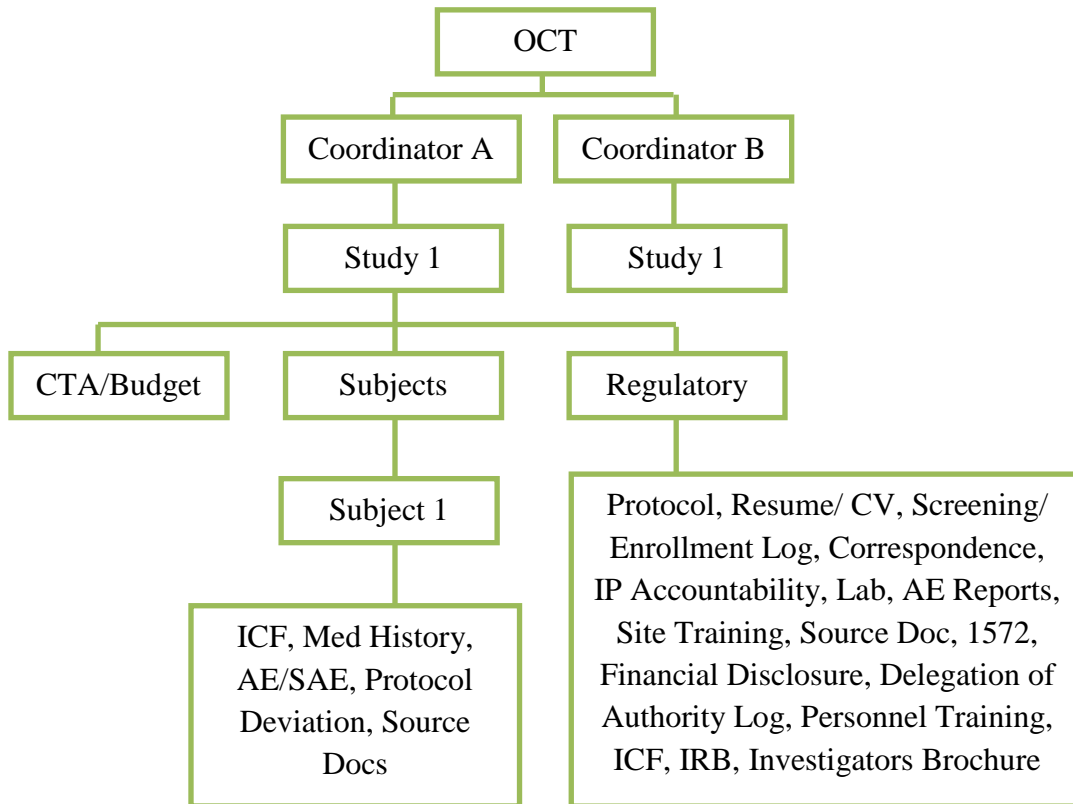 OCT
Coordinator A
Coordinator B
Study 1
Study 1
CTA/Budget
Subjects
Regulatory
Subject 1
ICF, Med History,
AE/SAE, Protocol
Deviation, Source
Docs
Protocol, Resume/ CV, Screening/
Enrollment Log, Correspondence,
IP Accountability, Lab, AE Reports,
Site Training, Source Doc, 1572,
Financial Disclosure, Delegation of
Authority Log, Personnel Training,
ICF, IRB, Investigators Brochure